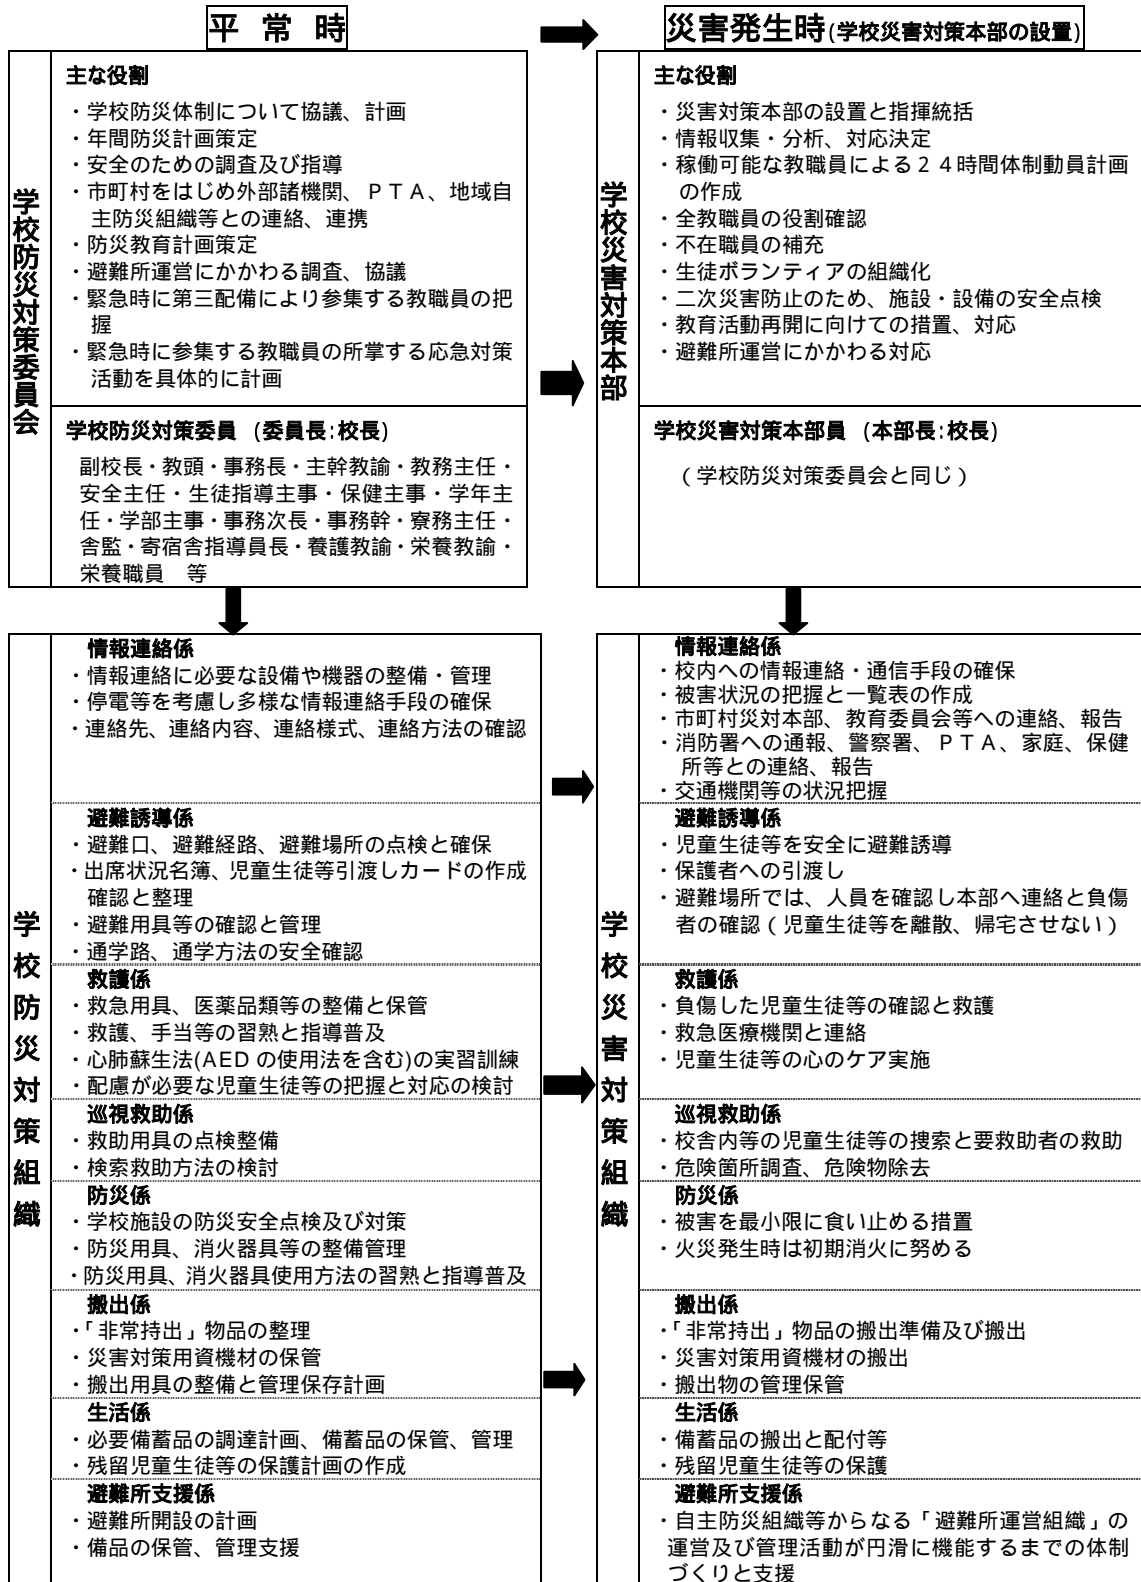 平 常 時
災害発生時(学校災害対策本部の設置)
学校防災対策委員会
主な役割
・学校防災体制について協議、計画
・年間防災計画策定
・安全のための調査及び指導
・市町村をはじめ外部諸機関、ＰＴＡ、地域自
主防災組織等との連絡、連携
・防災教育計画策定
・避難所運営にかかわる調査、協議
・緊急時に第三配備により参集する教職員の把
握
・緊急時に参集する教職員の所掌する応急対策
活動を具体的に計画
学校防災対策委員 (委員長:校長)
副校長・教頭・事務長・主幹教諭・教務主任・
安全主任・生徒指導主事・保健主事・学年主
任・学部主事・事務次長・事務幹・寮務主任・
舎監・寄宿舎指導員長・養護教諭・栄養教諭・
栄養職員　等
学校災害対策本部
主な役割
・災害対策本部の設置と指揮統括
・情報収集・分析、対応決定
・稼働可能な教職員による２４時間体制動員計画
の作成
・全教職員の役割確認
・不在職員の補充
・生徒ボランティアの組織化
・二次災害防止のため、施設・設備の安全点検
・教育活動再開に向けての措置、対応
・避難所運営にかかわる対応
学校災害対策本部員 (本部長:校長)
（学校防災対策委員会と同じ）
学校防災対策組織
情報連絡係
・情報連絡に必要な設備や機器の整備・管理
・停電等を考慮し多様な情報連絡手段の確保
・連絡先、連絡内容、連絡様式、連絡方法の確認
避難誘導係
・避難口、避難経路、避難場所の点検と確保
・出席状況名簿、児童生徒等引渡しカードの作成
確認と整理
・避難用具等の確認と管理
・通学路、通学方法の安全確認
救護係
・救急用具、医薬品類等の整備と保管
・救護、手当等の習熟と指導普及
・心肺蘇生法(AEDの使用法を含む)の実習訓練
・配慮が必要な児童生徒等の把握と対応の検討
巡視救助係
・救助用具の点検整備
・検索救助方法の検討
防災係
・学校施設の防災安全点検及び対策
・防災用具、消火器具等の整備管理
・防災用具、消火器具使用方法の習熟と指導普及
搬出係
・「非常持出」物品の整理
・災害対策用資機材の保管
・搬出用具の整備と管理保存計画
生活係
・必要備蓄品の調達計画、備蓄品の保管、管理
・残留児童生徒等の保護計画の作成
避難所支援係
・避難所開設の計画
・備品の保管、管理支援
学校災害対策組織
情報連絡係
・校内への情報連絡・通信手段の確保
・被害状況の把握と一覧表の作成
・市町村災対本部、教育委員会等への連絡、報告
・消防署への通報、警察署、ＰＴＡ、家庭、保健
所等との連絡、報告
・交通機関等の状況把握
避難誘導係
・児童生徒等を安全に避難誘導
・保護者への引渡し
・避難場所では、人員を確認し本部へ連絡と負傷
者の確認（児童生徒等を離散、帰宅させない）
救護係
・負傷した児童生徒等の確認と救護
・救急医療機関と連絡
・児童生徒等の心のケア実施
巡視救助係
・校舎内等の児童生徒等の捜索と要救助者の救助
・危険箇所調査、危険物除去
防災係
・被害を最小限に食い止める措置
・火災発生時は初期消火に努める
搬出係
・「非常持出」物品の搬出準備及び搬出
・災害対策用資機材の搬出
・搬出物の管理保管
生活係
・備蓄品の搬出と配付等
・残留児童生徒等の保護
避難所支援係
・自主防災組織等からなる「避難所運営組織」の
運営及び管理活動が円滑に機能するまでの体制
づくりと支援